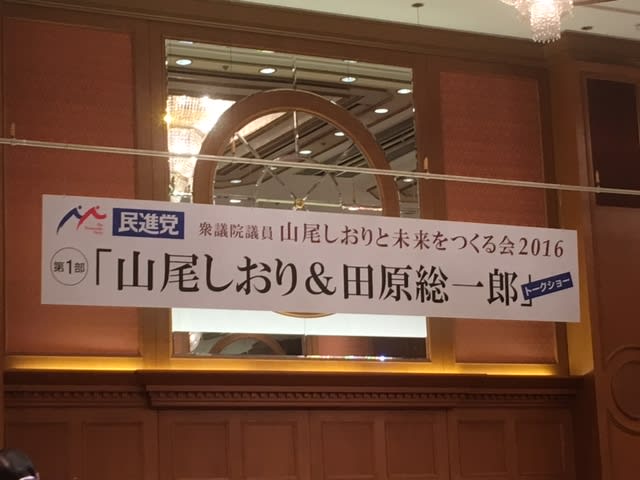 民進党 衆議院議員 山尾しおりと未来をつくる会2016
第1部 「山尾しおり&田原総一郎」トークショー